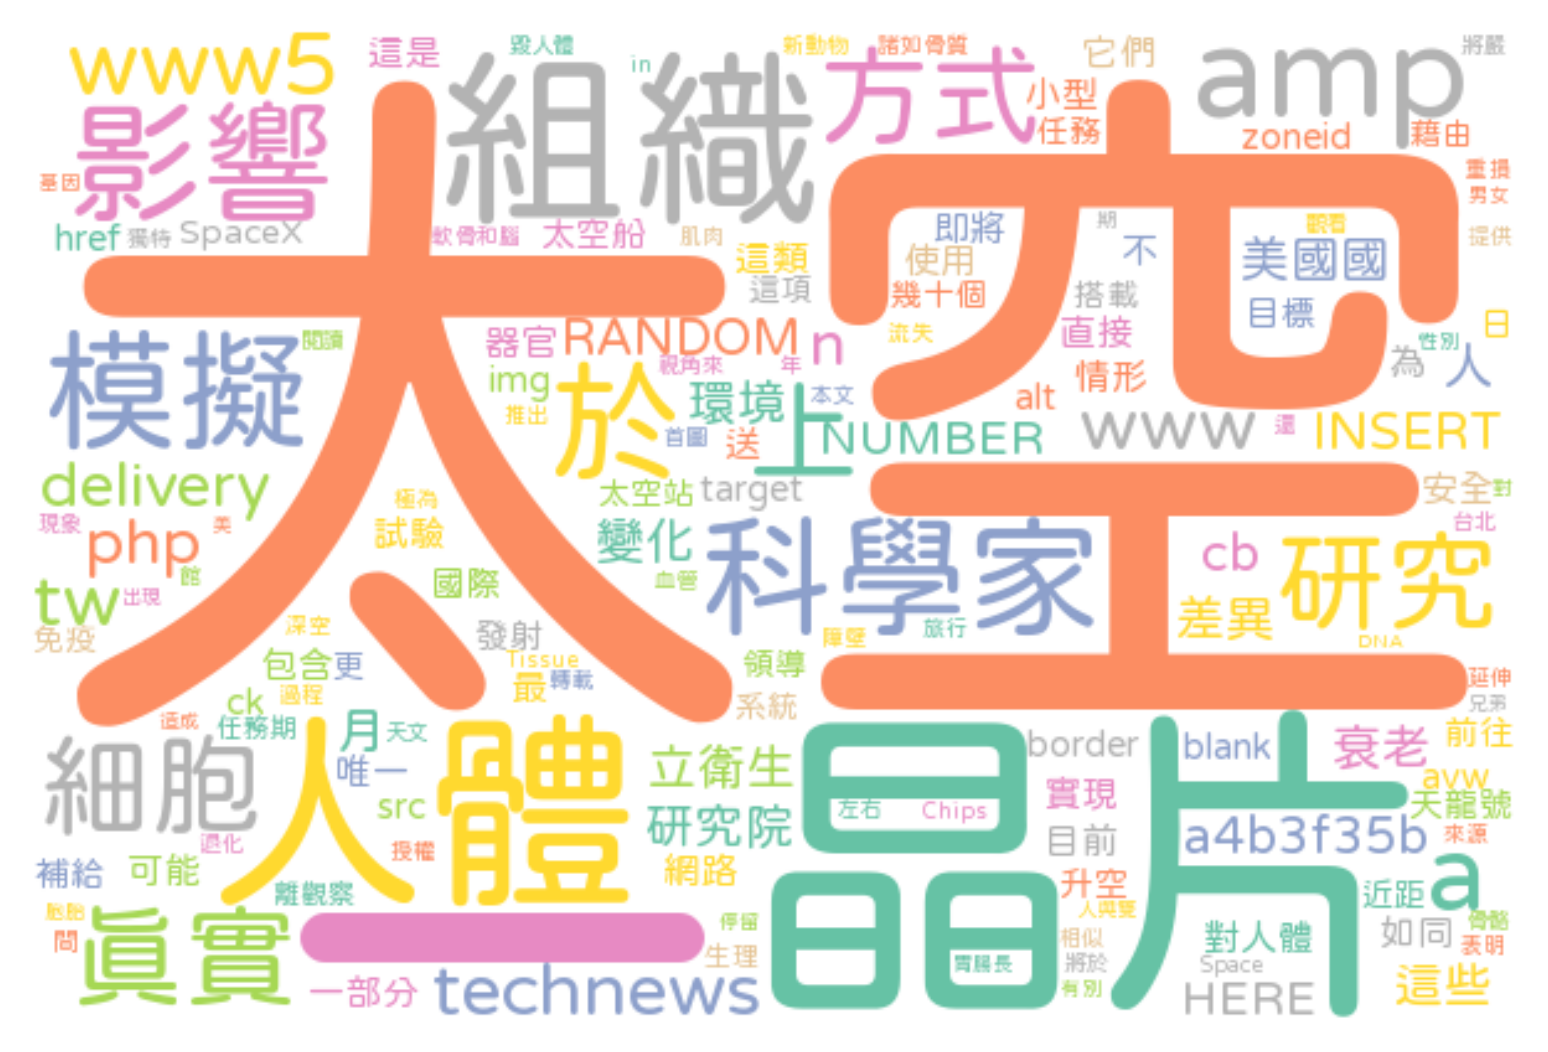 www5
這是
毀人體
組織
in
新動物
諸如骨質
方式
它們
小型
任務
amp
將嚴
zoneid
藉由
影響
基因
重損
男女
href
獨特
SpaceX
軟骨和腦
太空船
肌肉
太空
這類
這項
即將
使用
幾十個
期
不
搭載
觀看
美國國
目標
提供
模擬
閱讀
器官
RANDOM
n
流失
直接
日
性別
為
人
視角來
年
img
推出
於
環境
上
本文
情形
alt
首圖
送
NUMBER
www
還
INSERT
delivery
極為
太空站
target
安全
對
現象
php
美
試驗
變化
科學家
台北
cb
研究
tw
館
出現
國際
血管
差異
免疫
深空
發射
旅行
障壁
DNA
包含
更
Tissue
最
轉載
領導
延伸
兄弟
ck
過程
系統
造成
任務期
月
天文
細胞
人體
唯一
立衛生
晶片
border
blank
衰老
前往
src
左右
Chips
實現
avw
天龍號
退化
授權
研究院
目前
a4b3f35b
來源
補給
可能
離觀察
網路
升空
近距
a
胎胎
間
真實
一
停留
人與雙
相似
對人體
如同
骨骼
表明
生理
胃腸長
將於
Space
一部分
technews
有別
HERE
這些